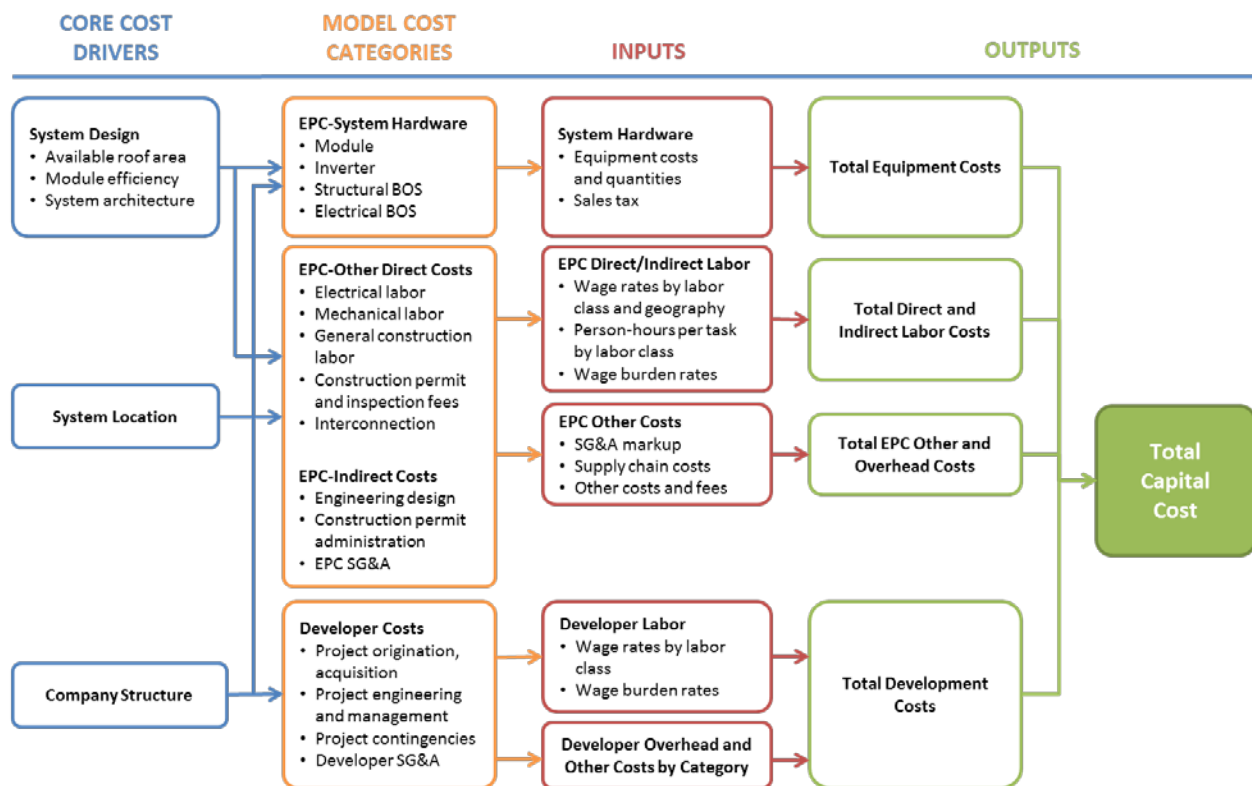 CORE COST
DRIVERS
MODEL COST
CATEGORIES
INPUTS
OUTPUTS
System Design
• Available roof area
• Module efficiency
• System architecture
System Location
Company Structure
EPC-System Hardware
• Module
• Inverter
• Structural BOS
• Electrical BOS
EPC-Other Direct Costs
• Electrical labor
• Mechanical labor
• General construction
labor
• Construction permit
and inspection fees
• Interconnection
EPC-Indirect Costs
• Engineering design
• Construction permit
administration
• EPC SG&A
Developer Costs
• Project origination,
acquisition
• Project engineering
and management
• Project contingencies
• Developer SG&A
System Hardware
• Equipment costs
and quantities
• Sales tax
EPC Direct/Indirect Labor
• Wage rates by labor
class and geography
• Person-hours per task
by labor class
• Wage burden rates
EPC Other Costs
• SG&A markup
• Supply chain costs
• Other costs and fees
Developer Labor
• Wage rates by labor
class
• Wage burden rates
Developer Overhead and
Other Costs by Category
Total Equipment Costs
Total Direct and
Indirect Labor Costs
Total EPC Other and
Overhead Costs
Total Development
Costs
Total
Capital
Cost